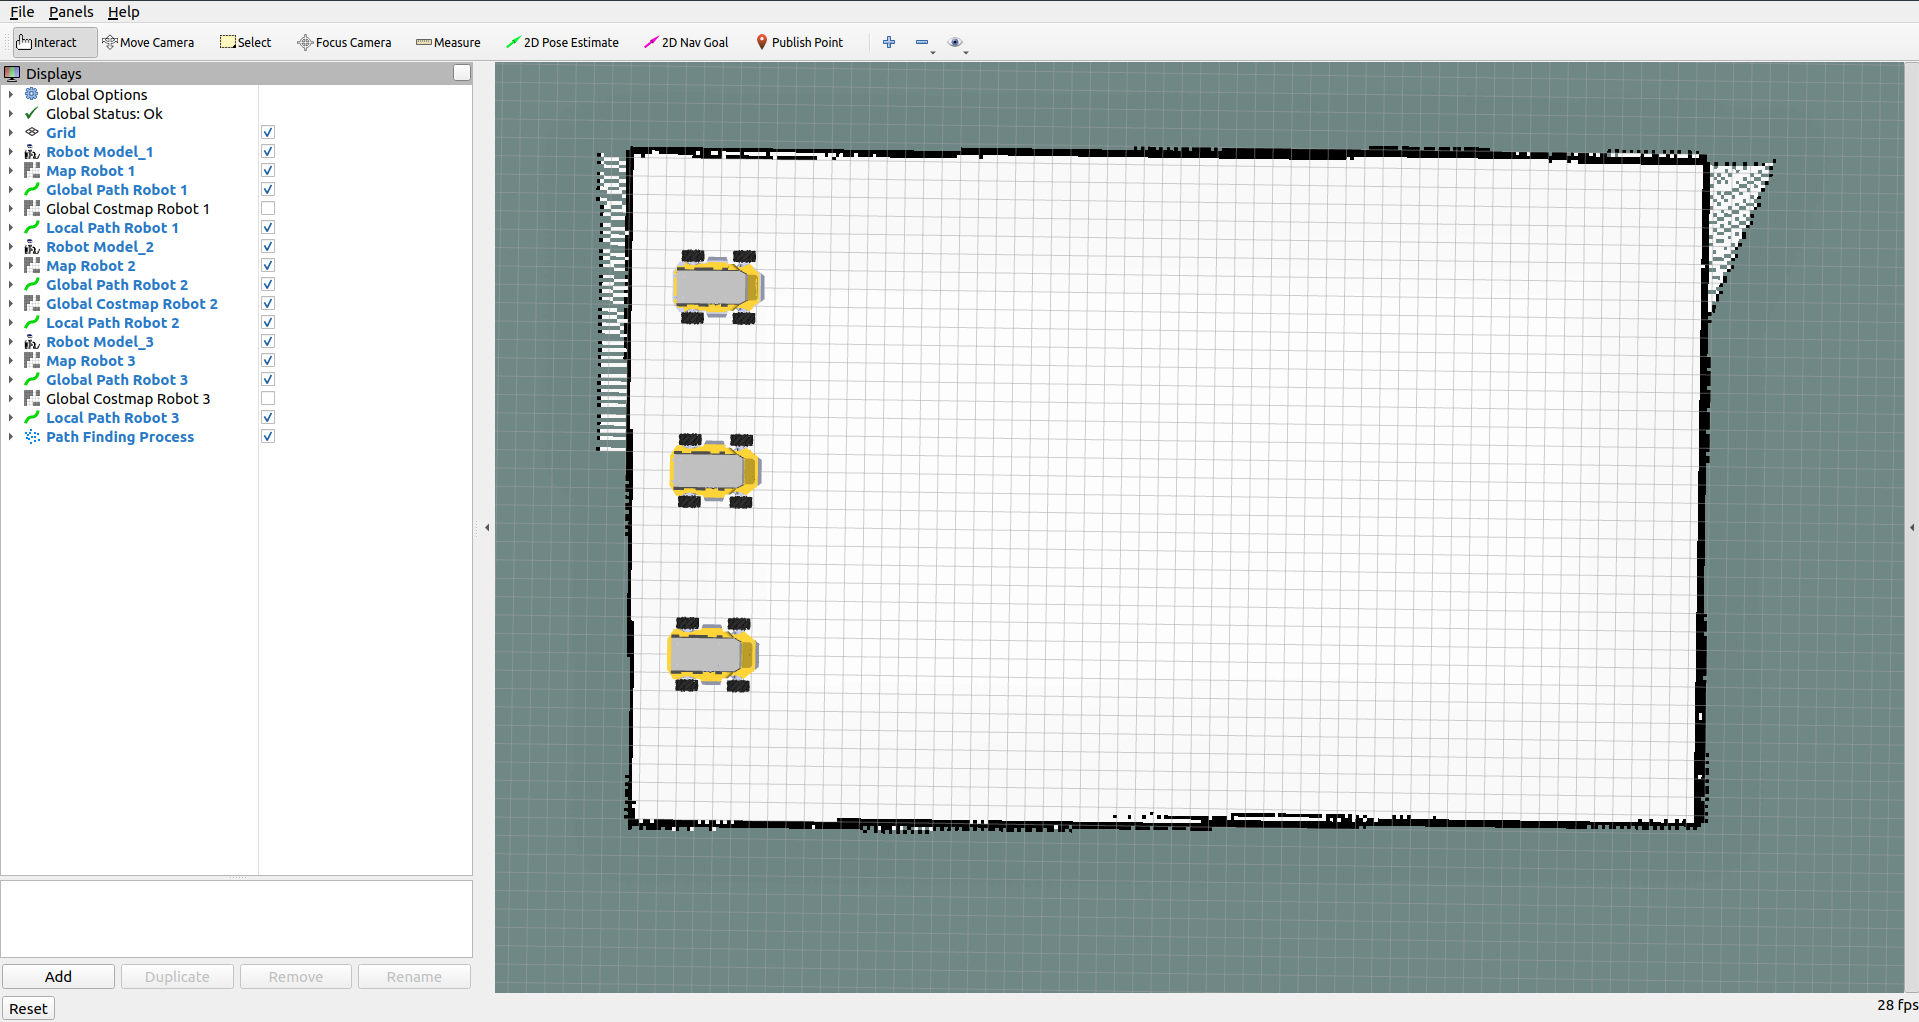 File Panels Help
Interact Move Camera Select Focus Camera Measure 2D Pose Estimate 2D Nav Goal Publish Point
Displays
Global Options
Global Status: Ok
Grid
Robot Model_1
Map Robot 1
Global Path Robot 1
Global Costmap Robot 1
Local Path Robot 1
Robot Model_2
Map Robot 2
Global Path Robot 2
Global Costmap Robot 2
Local Path Robot 2
Robot Model_3
Map Robot 3
Global Path Robot 3
Global Costmap Robot 3
Local Path Robot 3
Path Finding Process
Add Duplicate Remove Rename
Reset
28 fps